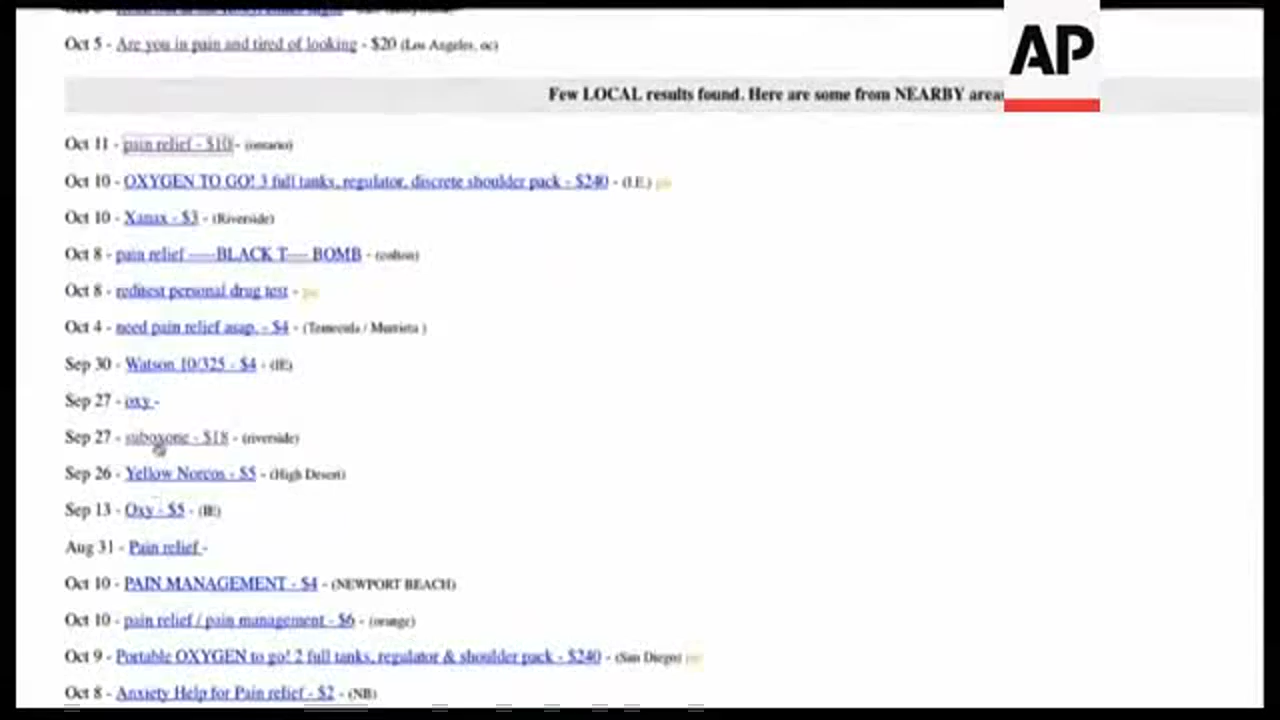 Oct 5 - Are you in pain and tired of looking - $20 (Los Angeles, oc)
AP
Few LOCAL results found. Here are some from NEARBY areas
Oct 11 - pain relief - $10 - (ontario)
Oct 10 - OXYGEN TO GO! 3 full tanks, regulator, discrete shoulder pack - $240 - (I.E.) pic
Oct 10 - Xanax - $3 - (Riverside)
Oct 8 - pain relief -----BLACK T---- BOMB - (colton)
Oct 8 - reditest personal drug test - pic
Oct 4 - need pain relief asap. - $4 - (Temecula / Murrieta )
Sep 30 - Watson 10/325 - $4 - (IE)
Sep 27 - oxy -
Sep 27 - suboxone - $18 - (riverside)
Sep 26 - Yellow Norcos - $5 - (High Desert)
Sep 13 - Oxy - $5 - (IE)
Aug 31 - Pain relief -
Oct 10 - PAIN MANAGEMENT - $4 - (NEWPORT BEACH)
Oct 10 - pain relief / pain management - $6 - (orange)
Oct 9 - Portable OXYGEN to go! 2 full tanks, regulator & shoulder pack - $240 - (San Diego) pic
Oct 8 - Anxiety Help for Pain relief - $2 - (NB)